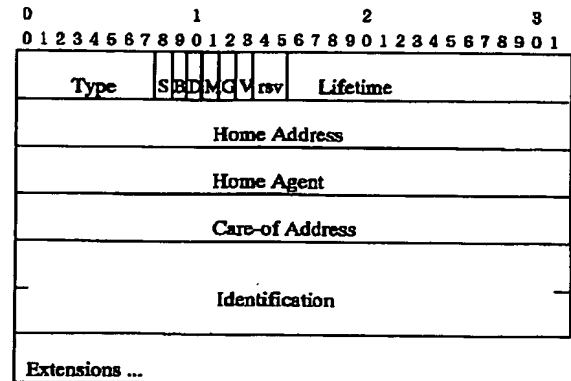 0 1 2 3
0 1 2 3 4 5 6 7 8 9 0 1 2 3 4 5 6 7 8 9 0 1 2 3 4 5 6 7 8 9 0 1
Type S B D M G V rsv Lifetime
Home Address
Home Agent
Care-of Address
Identification
Extensions ...